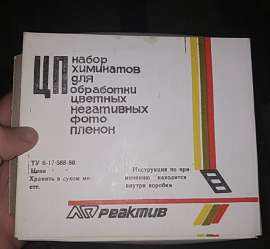 ЦП
набор
химикатов
для
обработки
цветных
негативных
фото
пленок
ТУ 6-17-588-88
Цена
Хранить в сухом ме-
сте.
Инструкция по при-
менению находится
внутри коробки
реактив